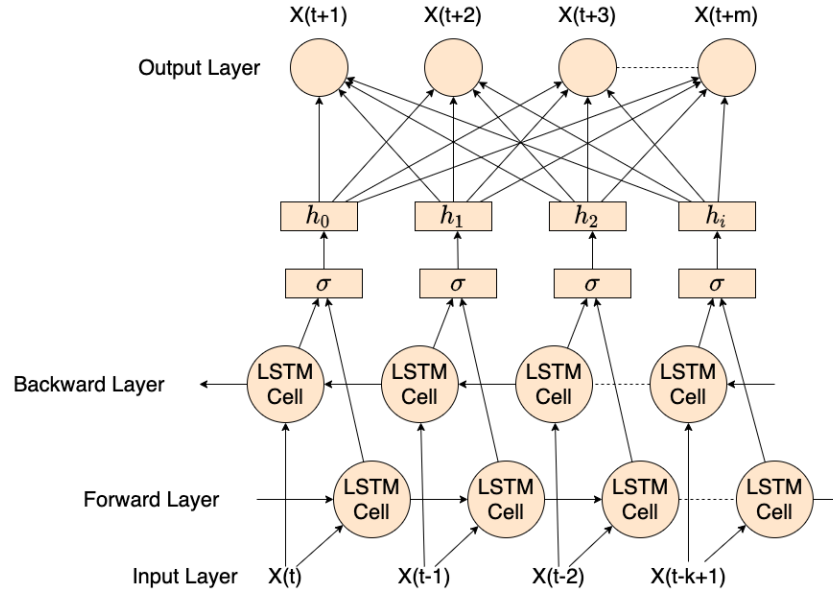 X(t+1) X(t+2) X(t+3) X(t+m)
Output Layer
h₀ h₁ h₂ hᵢ
σ σ σ σ
LSTM Cell LSTM Cell LSTM Cell LSTM Cell
Backward Layer
LSTM Cell LSTM Cell LSTM Cell LSTM Cell
Forward Layer
Input Layer X(t) X(t-1) X(t-2) X(t-k+1)